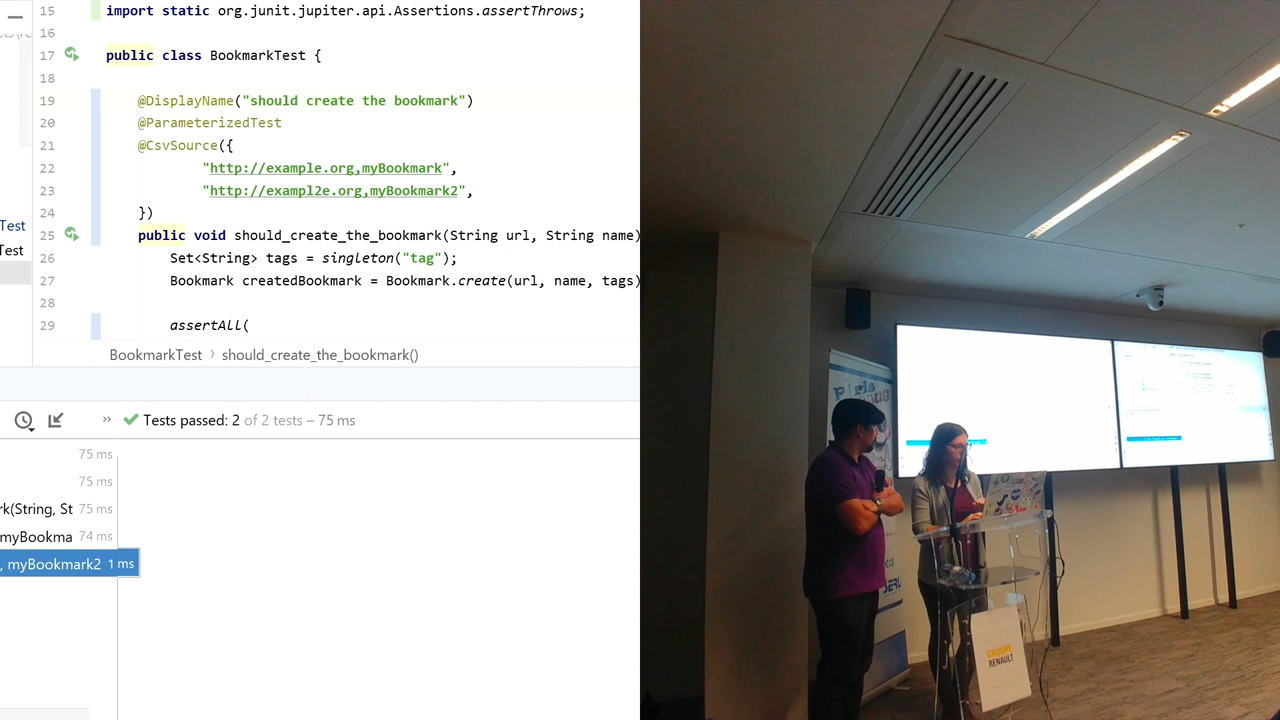 15 import static org.junit.jupiter.api.Assertions.assertThrows;
16
17 public class BookmarkTest {
18
19 @DisplayName("should create the bookmark")
20 @ParameterizedTest
21 @CsvSource({
22 "http://example.org,myBookmark",
23 "http://exampl2e.org,myBookmark2",
24 })
25 public void should_create_the_bookmark(String url, String name)
26 Set<String> tags = singleton("tag");
27 Bookmark createdBookmark = Bookmark.create(url, name, tags)
28
29 assertAll(
Test
Test
BookmarkTest › should_create_the_bookmark()
» Tests passed: 2 of 2 tests – 75 ms
75 ms
75 ms
rk(String, St 75 ms
myBookma 74 ms
, myBookmark2 1 ms
GROUPE
RENAULT